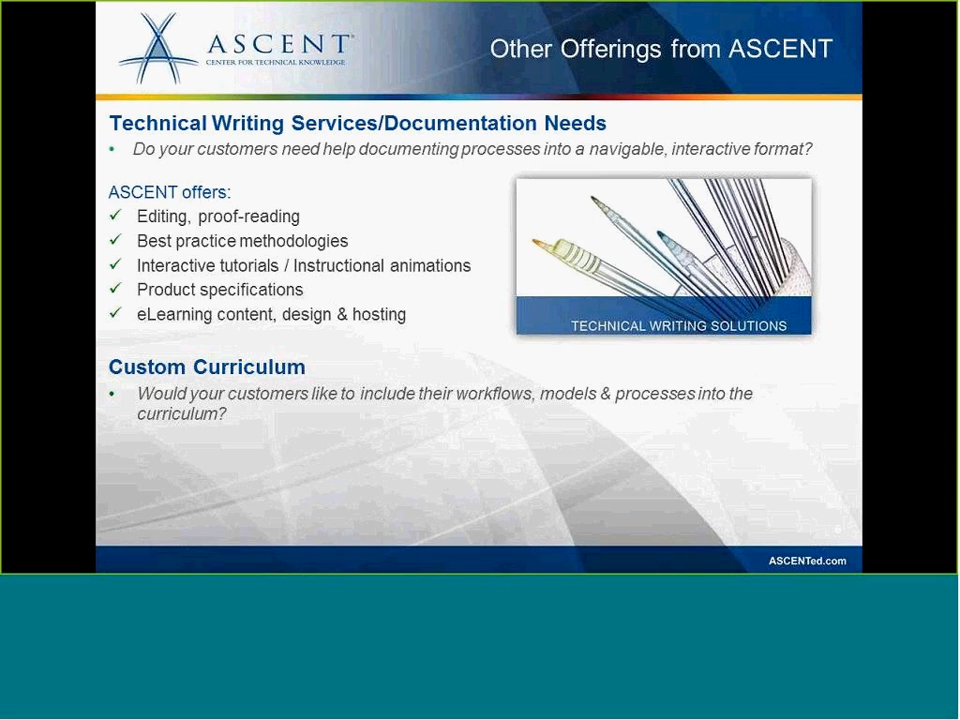 ASCENT®
CENTER FOR TECHNICAL KNOWLEDGE
Other Offerings from ASCENT
Technical Writing Services/Documentation Needs
• Do your customers need help documenting processes into a navigable, interactive format?
ASCENT offers:
✓ Editing, proof-reading
✓ Best practice methodologies
✓ Interactive tutorials / Instructional animations
✓ Product specifications
✓ eLearning content, design & hosting
TECHNICAL WRITING SOLUTIONS
Custom Curriculum
• Would your customers like to include their workflows, models & processes into the
curriculum?
ASCENTed.com